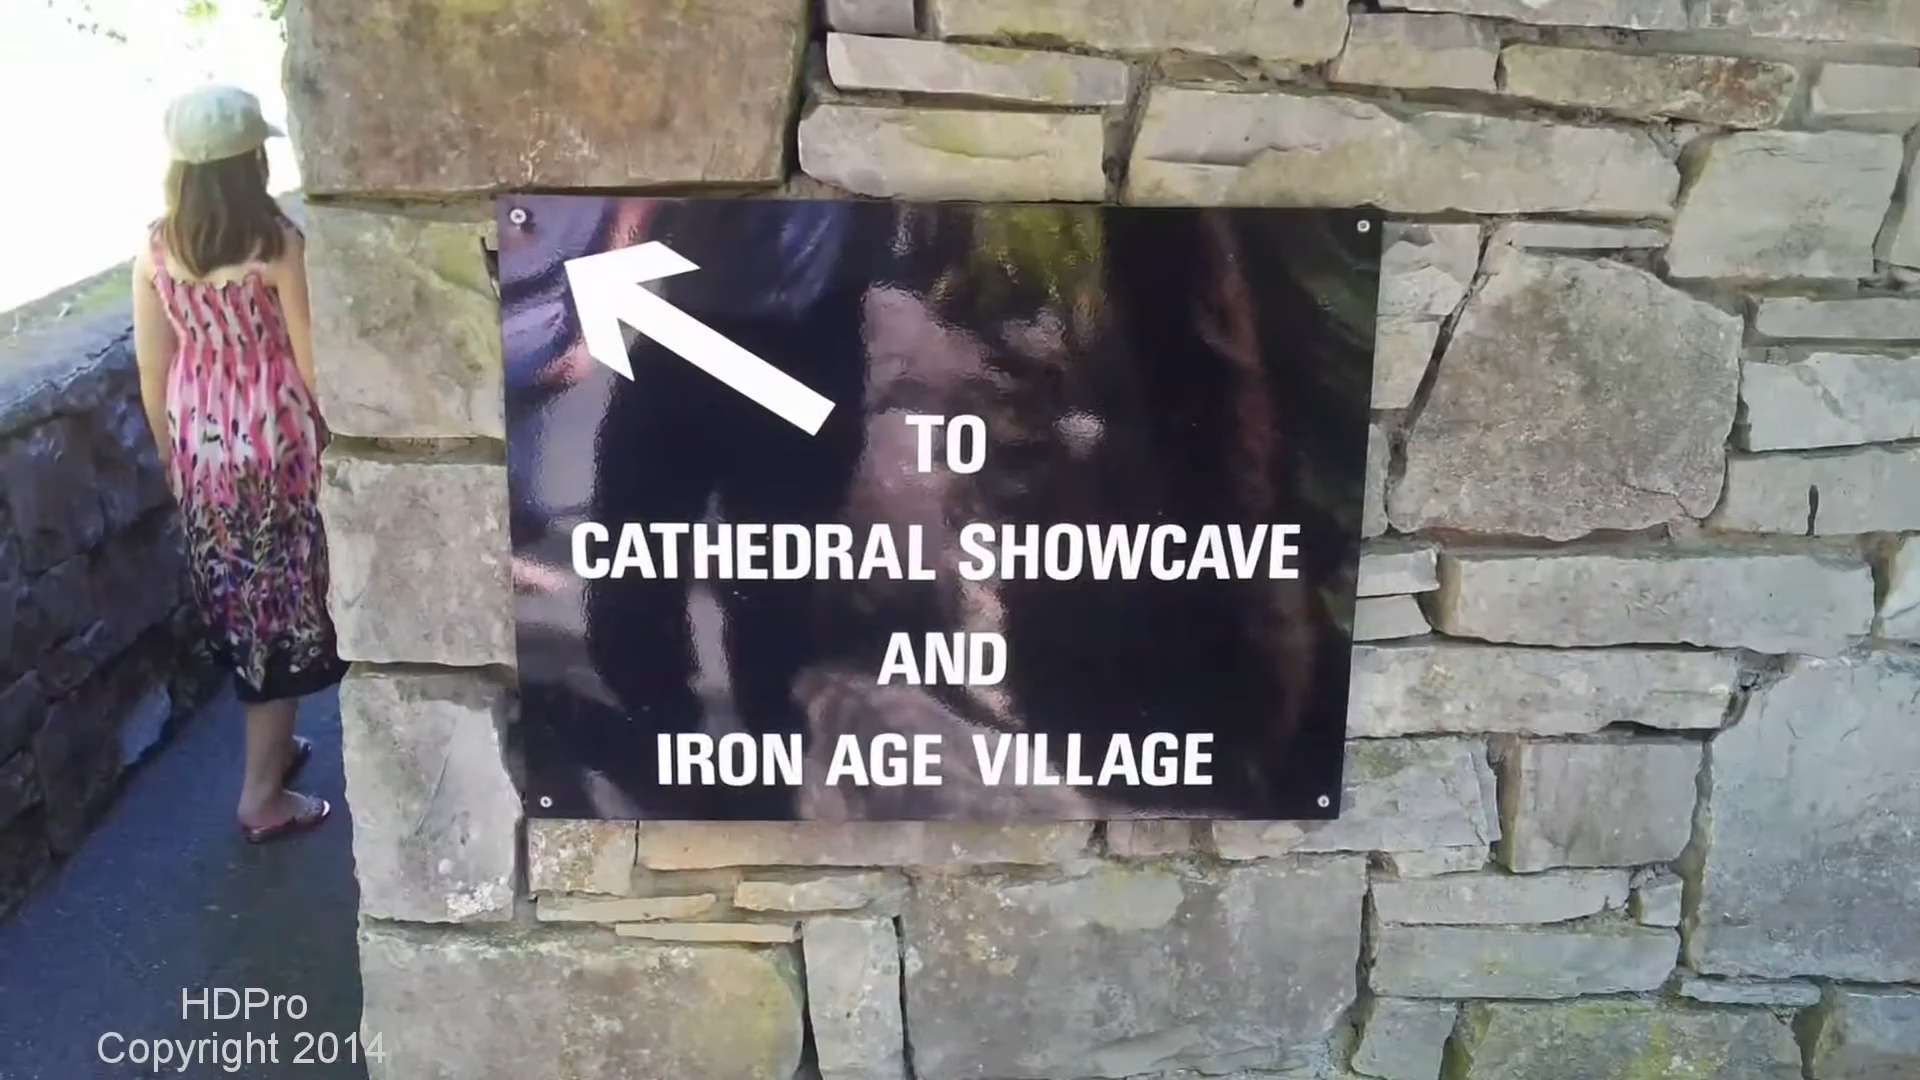 TO
CATHEDRAL SHOWCAVE
AND
IRON AGE VILLAGE
HDPro
Copyright 2014